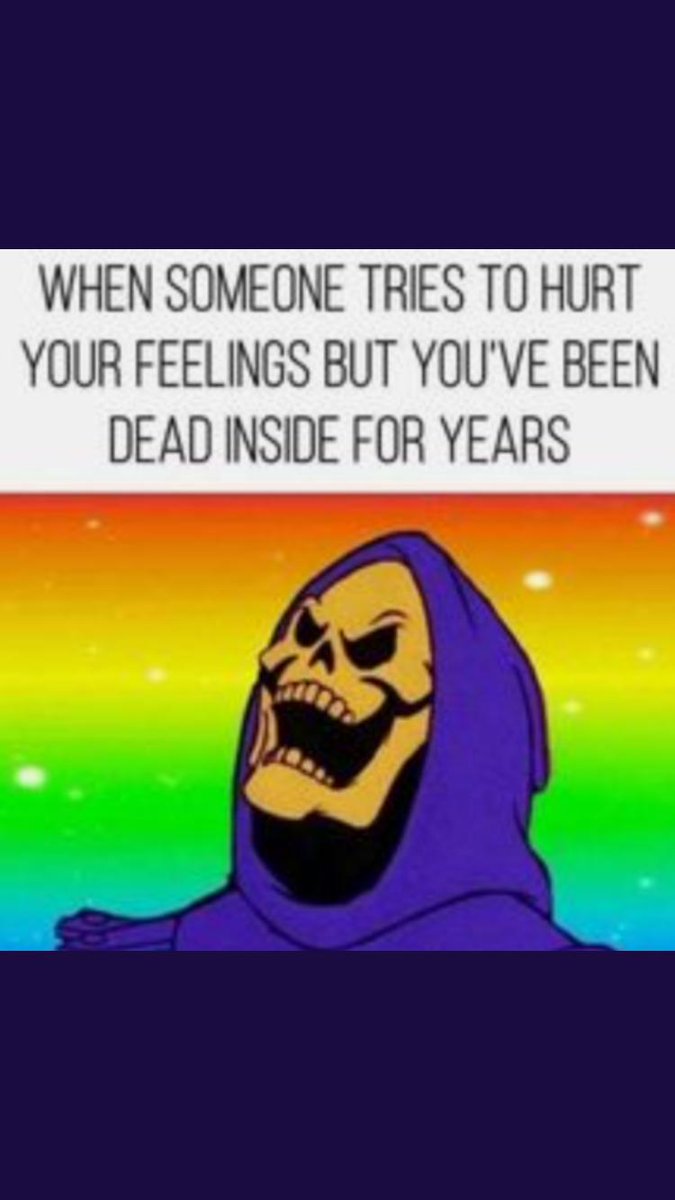 WHEN SOMEONE TRIES TO HURT
YOUR FEELINGS BUT YOU'VE BEEN
DEAD INSIDE FOR YEARS